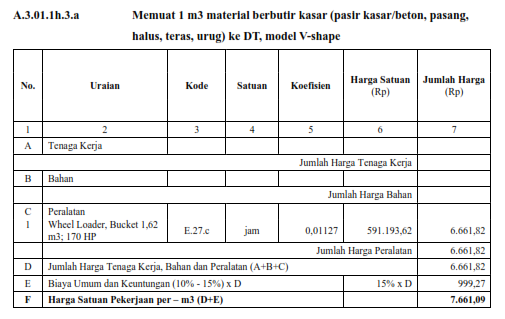 A.3.01.1h.3.a Memuat 1 m3 material berbutir kasar (pasir kasar/beton, pasang,
halus, teras, urug) ke DT, model V-shape
No. Uraian Kode Satuan Koefisien Harga Satuan (Rp) Jumlah Harga (Rp)
1 2 3 4 5 6 7
A Tenaga Kerja
Jumlah Harga Tenaga Kerja
B Bahan
Jumlah Harga Bahan
C Peralatan
1 Wheel Loader, Bucket 1,62 m3; 170 HP E.27.c jam 0,01127 591.193,62 6.661,82
Jumlah Harga Peralatan 6.661,82
D Jumlah Harga Tenaga Kerja, Bahan dan Peralatan (A+B+C) 6.661,82
E Biaya Umum dan Keuntungan (10% - 15%) x D 15% x D 999,27
F Harga Satuan Pekerjaan per – m3 (D+E) 7.661,09